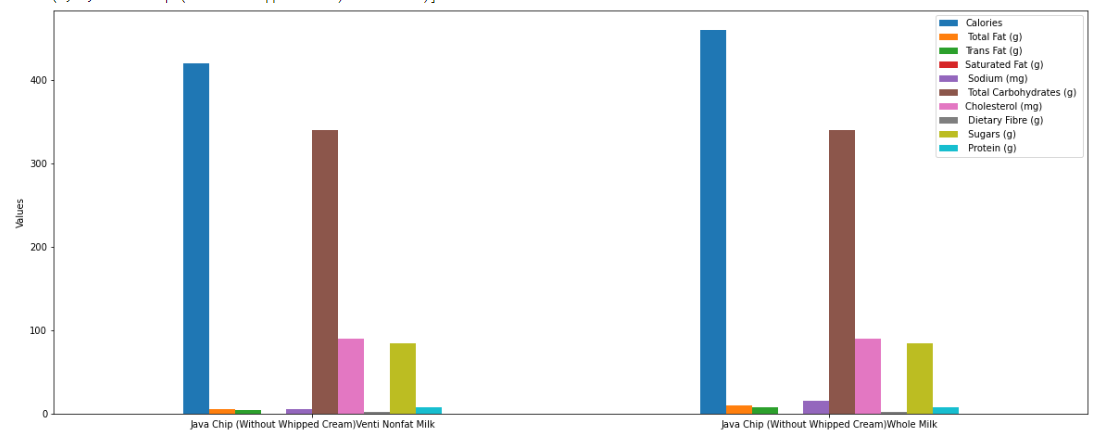 Calories
Total Fat (g)
Trans Fat (g)
Saturated Fat (g)
Sodium (mg)
Total Carbohydrates (g)
Cholesterol (mg)
Dietary Fibre (g)
Sugars (g)
Protein (g)
400
300
200
100
0
Values
Java Chip (Without Whipped Cream)Venti Nonfat Milk
Java Chip (Without Whipped Cream)Whole Milk